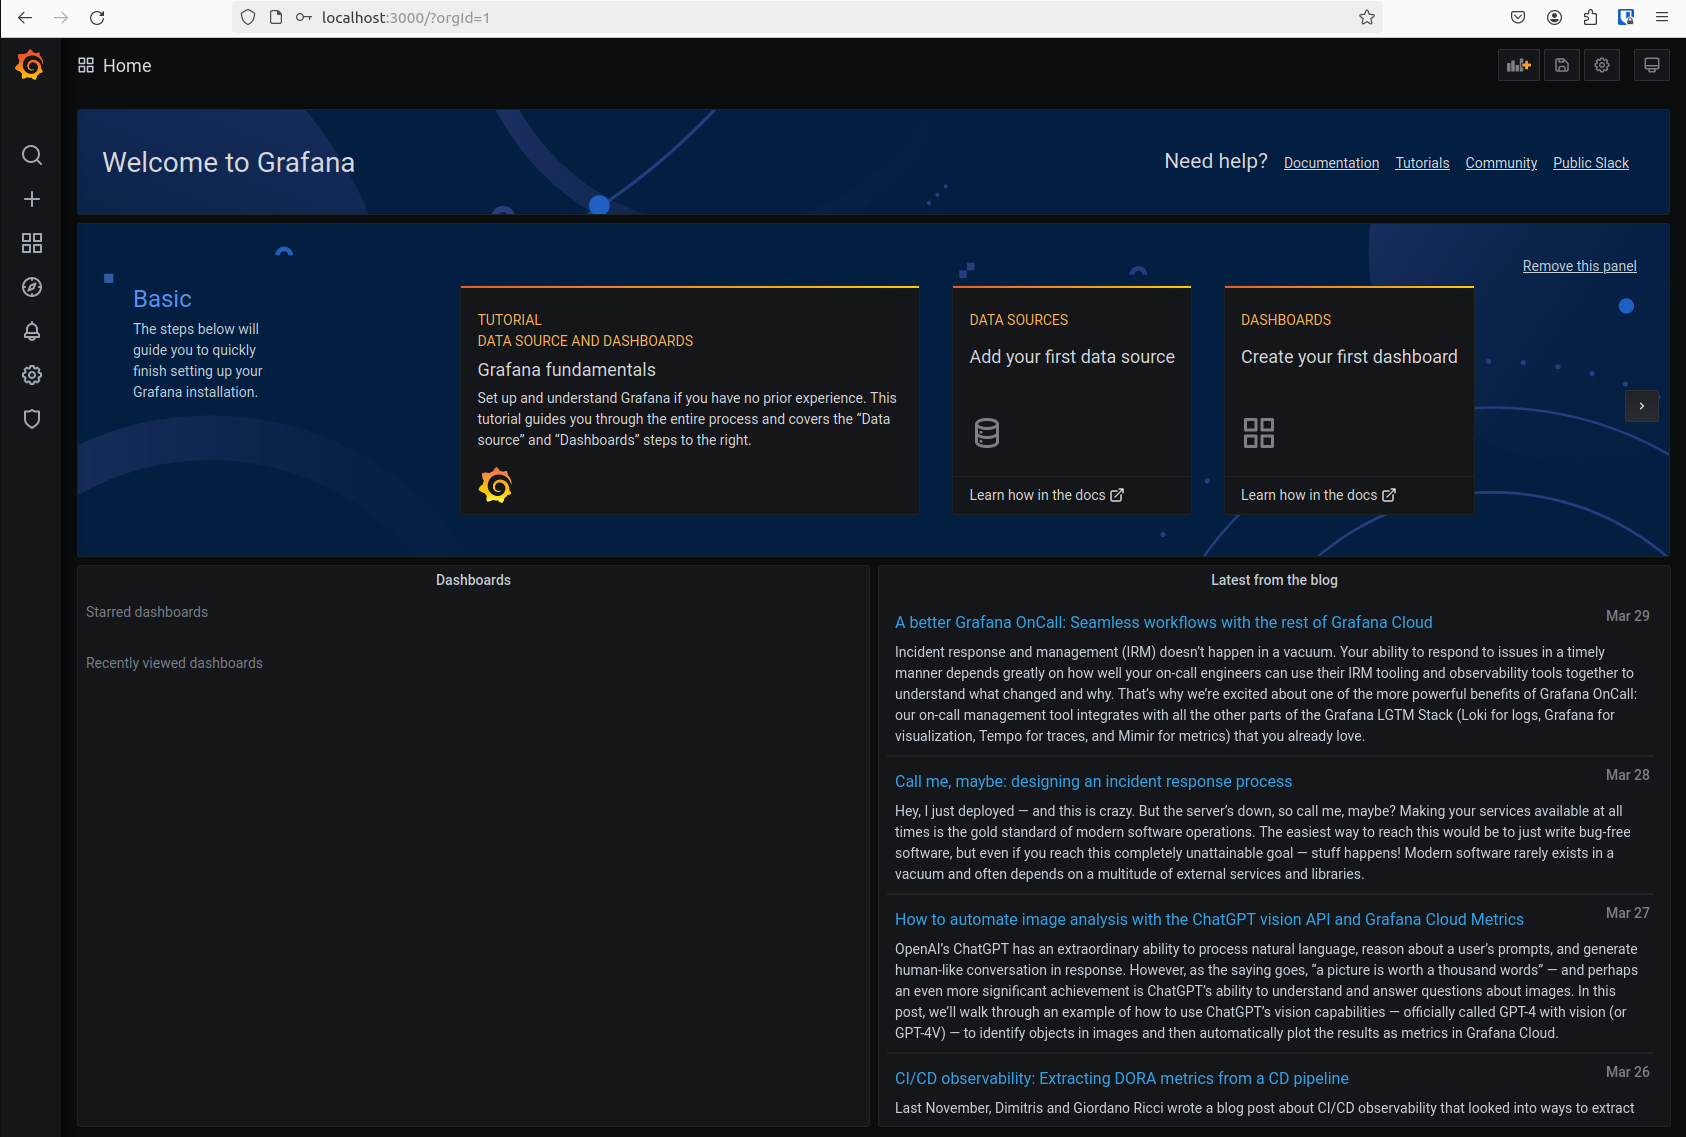 localhost:3000/?orgId=1
Home
Welcome to Grafana
Need help? Documentation Tutorials Community Public Slack
Remove this panel
Basic
The steps below will
guide you to quickly
finish setting up your
Grafana installation.
TUTORIAL
DATA SOURCE AND DASHBOARDS
Grafana fundamentals
Set up and understand Grafana if you have no prior experience. This
tutorial guides you through the entire process and covers the “Data
source” and “Dashboards” steps to the right.
DATA SOURCES
Add your first data source
Learn how in the docs
DASHBOARDS
Create your first dashboard
Learn how in the docs
Dashboards
Starred dashboards
Recently viewed dashboards
Latest from the blog
Mar 29
A better Grafana OnCall: Seamless workflows with the rest of Grafana Cloud
Incident response and management (IRM) doesn’t happen in a vacuum. Your ability to respond to issues in a timely
manner depends greatly on how well your on-call engineers can use their IRM tooling and observability tools together to
understand what changed and why. That’s why we’re excited about one of the more powerful benefits of Grafana OnCall:
our on-call management tool integrates with all the other parts of the Grafana LGTM Stack (Loki for logs, Grafana for
visualization, Tempo for traces, and Mimir for metrics) that you already love.
Mar 28
Call me, maybe: designing an incident response process
Hey, I just deployed — and this is crazy. But the server’s down, so call me, maybe? Making your services available at all
times is the gold standard of modern software operations. The easiest way to reach this would be to just write bug-free
software, but even if you reach this completely unattainable goal — stuff happens! Modern software rarely exists in a
vacuum and often depends on a multitude of external services and libraries.
Mar 27
How to automate image analysis with the ChatGPT vision API and Grafana Cloud Metrics
OpenAI’s ChatGPT has an extraordinary ability to process natural language, reason about a user’s prompts, and generate
human-like conversation in response. However, as the saying goes, “a picture is worth a thousand words” — and perhaps
an even more significant achievement is ChatGPT’s ability to understand and answer questions about images. In this
post, we’ll walk through an example of how to use ChatGPT’s vision capabilities — officially called GPT-4 with vision (or
GPT-4V) — to identify objects in images and then automatically plot the results as metrics in Grafana Cloud.
Mar 26
CI/CD observability: Extracting DORA metrics from a CD pipeline
Last November, Dimitris and Giordano Ricci wrote a blog post about CI/CD observability that looked into ways to extract